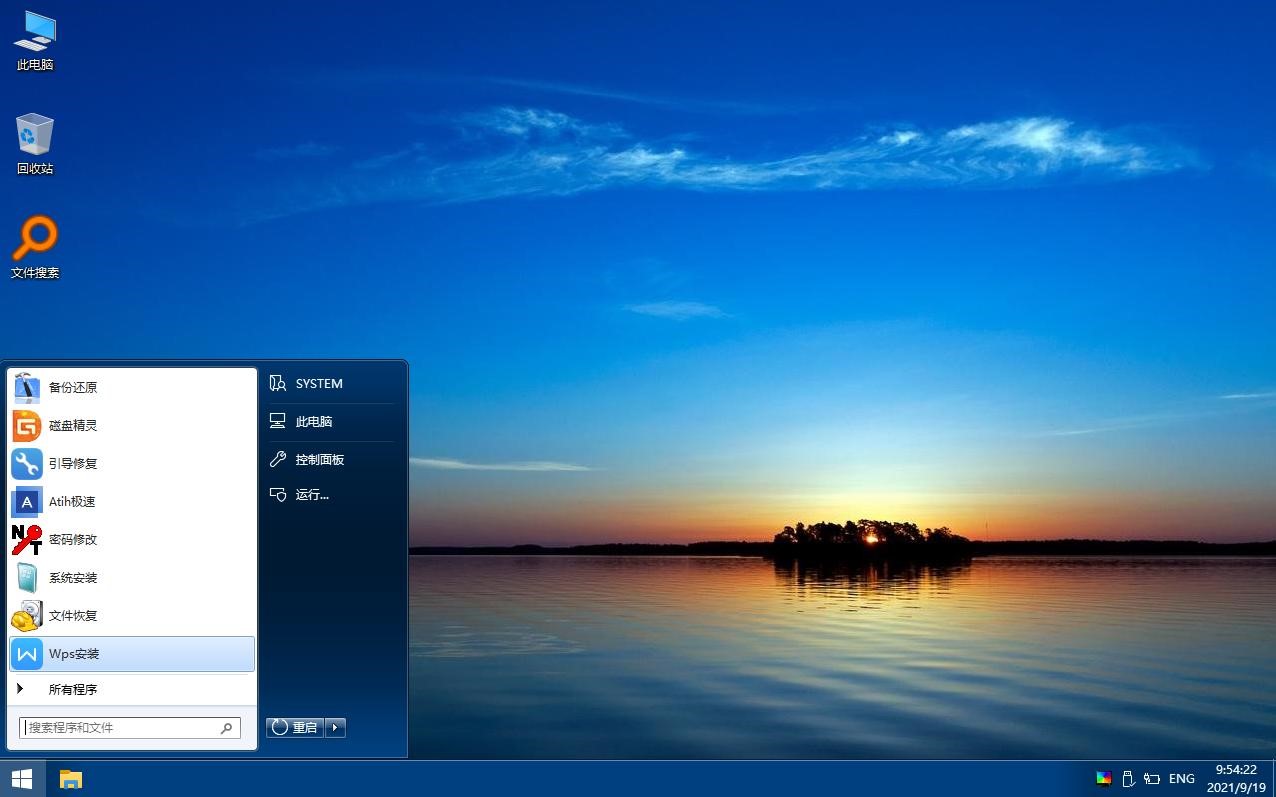 此电脑
回收站
文件搜索
备份还原
磁盘精灵
引导修复
Atih极速
密码修改
系统安装
文件恢复
Wps安装
所有程序
搜索程序和文件
SYSTEM
此电脑
控制面板
运行...
重启
ENG
9:54:22
2021/9/19